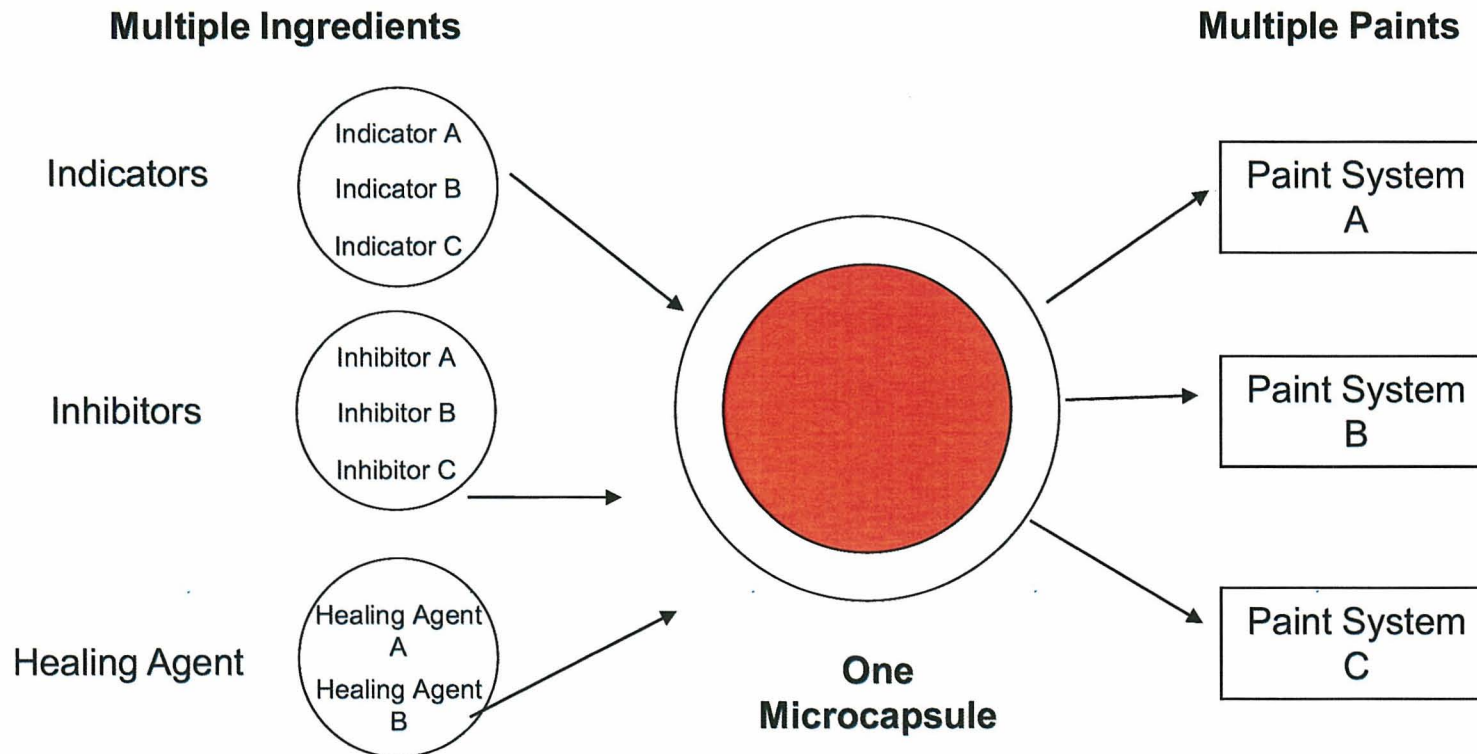 Multiple Ingredients
Multiple Paints
Indicators
Indicator A
Indicator B
Indicator C
Inhibitors
Inhibitor A
Inhibitor B
Inhibitor C
Healing Agent
Healing Agent
A
Healing Agent
B
One
Microcapsule
Paint System
A
Paint System
B
Paint System
C